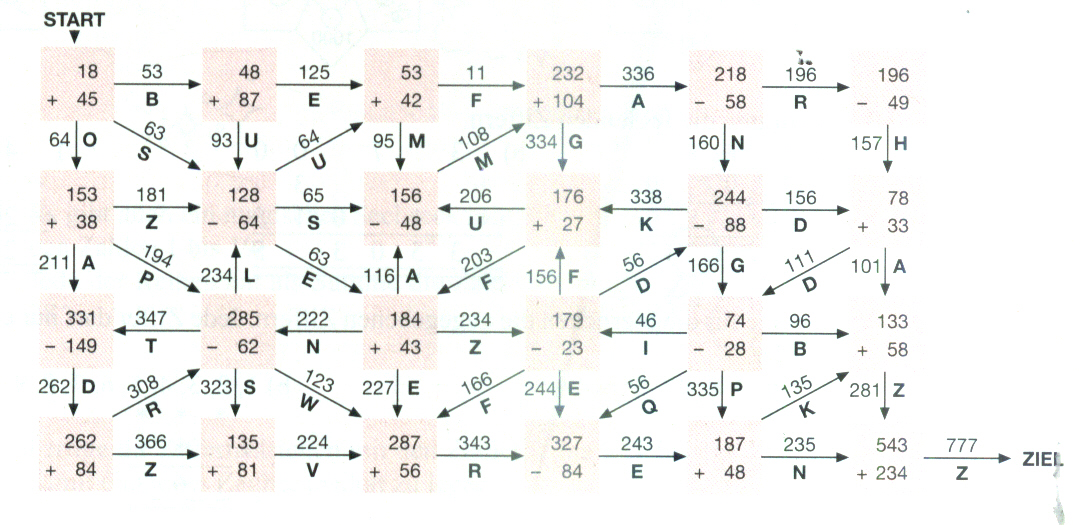 START
18 53 48 125 53 11 232 336 218 196 196
+ 45 B + 87 E + 42 F + 104 A - 58 R - 49
64 O 63 S 93 U 64 U 95 M 108 M 334 G 160 N 157 H
153 181 128 65 156 206 176 338 244 156 78
+ 38 Z - 64 S - 48 U + 27 K - 88 D + 33
211 A 194 P 234 L 63 E 116 A 203 F 156 F 56 D 166 G 111 D 101 A
331 347 285 222 184 234 179 46 74 96 133
- 149 T - 62 N + 43 Z - 23 I - 28 B + 58
262 D 308 R 323 S 123 W 227 E 166 F 244 E 56 Q 335 P 135 K 281 Z
262 366 135 224 287 343 327 243 187 235 543 777 ZIEL
+ 84 Z + 81 V + 56 R - 84 E + 48 N + 234 Z